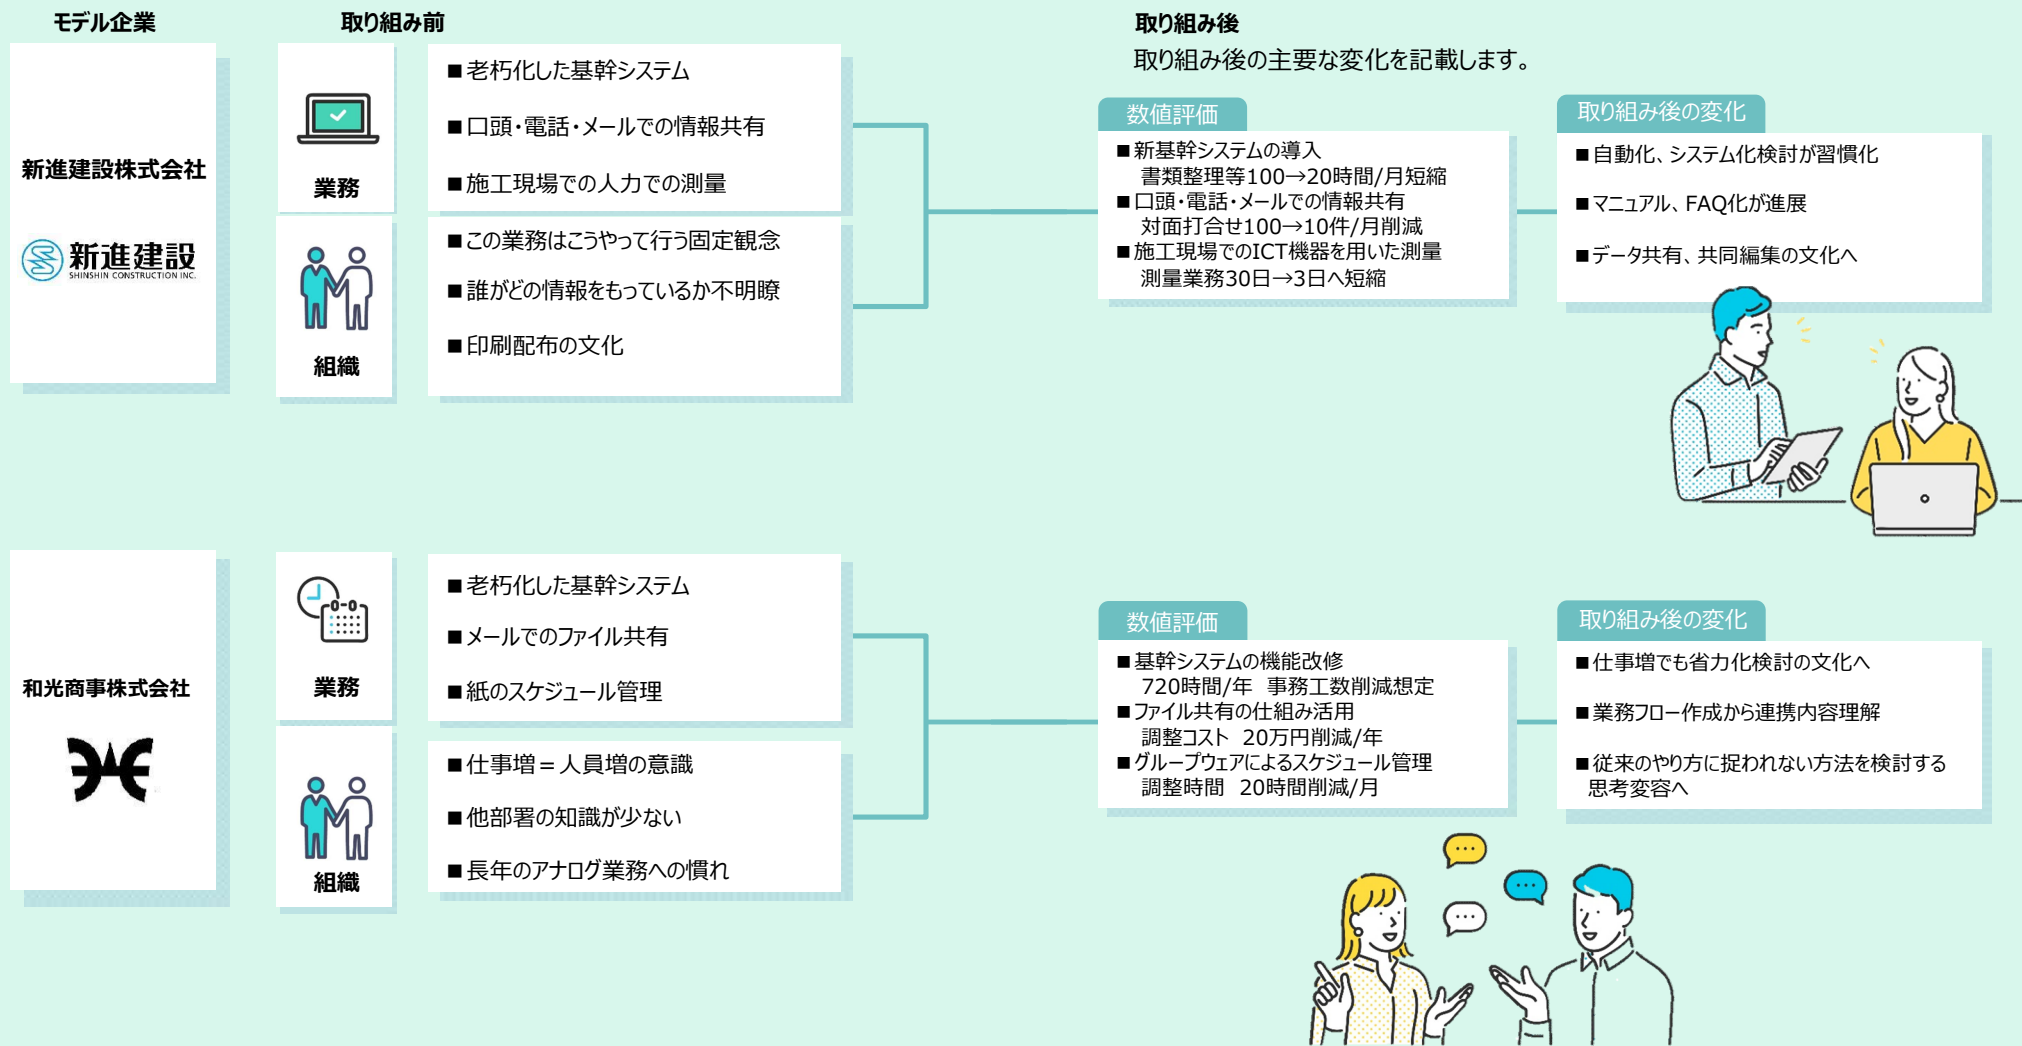 モデル企業
取り組み前
取り組み後
取り組み後の主要な変化を記載します。
新進建設株式会社
新進建設
SHINSHIN CONSTRUCTION INC.
業務
■老朽化した基幹システム
■口頭・電話・メールでの情報共有
■施工現場での人力での測量
組織
■この業務はこうやって行う固定観念
■誰がどの情報をもっているか不明瞭
■印刷配布の文化
数値評価
■新基幹システムの導入
書類整理等100→20時間/月短縮
■口頭・電話・メールでの情報共有
対面打合せ100→10件/月削減
■施工現場でのICT機器を用いた測量
測量業務30日→3日へ短縮
取り組み後の変化
■自動化、システム化検討が習慣化
■マニュアル、FAQ化が進展
■データ共有、共同編集の文化へ
和光商事株式会社
業務
■老朽化した基幹システム
■メールでのファイル共有
■紙のスケジュール管理
組織
■仕事増＝人員増の意識
■他部署の知識が少ない
■長年のアナログ業務への慣れ
数値評価
■基幹システムの機能改修
720時間/年 事務工数削減想定
■ファイル共有の仕組み活用
調整コスト 20万円削減/年
■グループウェアによるスケジュール管理
調整時間 20時間削減/月
取り組み後の変化
■仕事増でも省力化検討の文化へ
■業務フロー作成から連携内容理解
■従来のやり方に捉われない方法を検討する
思考変容へ